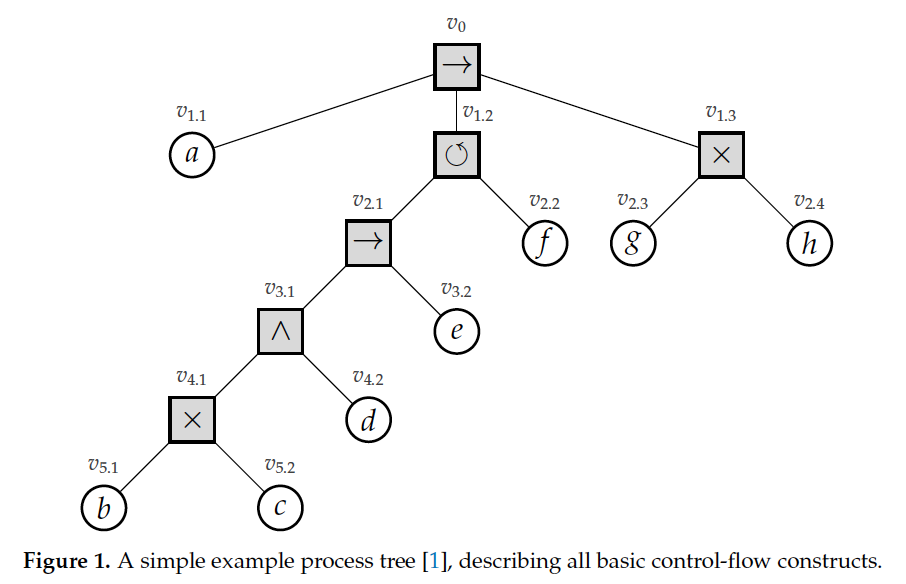 v0
→
v1.1 v1.2 v1.3
a ↺ ×
v2.1 v2.2 v2.3 v2.4
→ f g h
v3.1 v3.2
∧ e
v4.1 v4.2
× d
v5.1 v5.2
b c
Figure 1. A simple example process tree [1], describing all basic control-flow constructs.